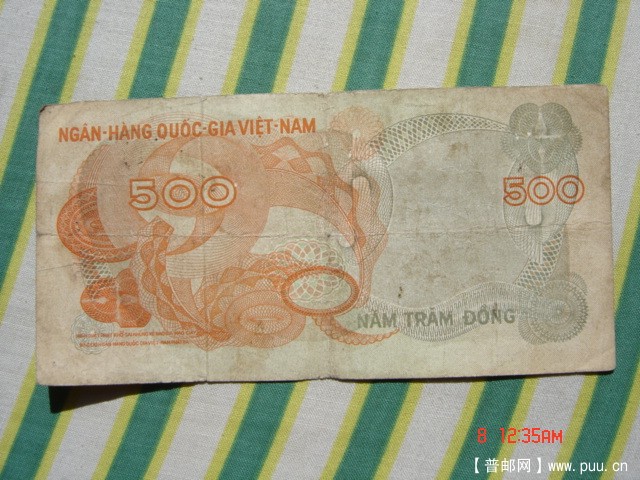 NGÂN-HÀNG QUỐC-GIA VIỆT-NAM
500
500
NĂM TRĂM ĐỒNG
8 12:35AM
【普邮网】www.puu.cn